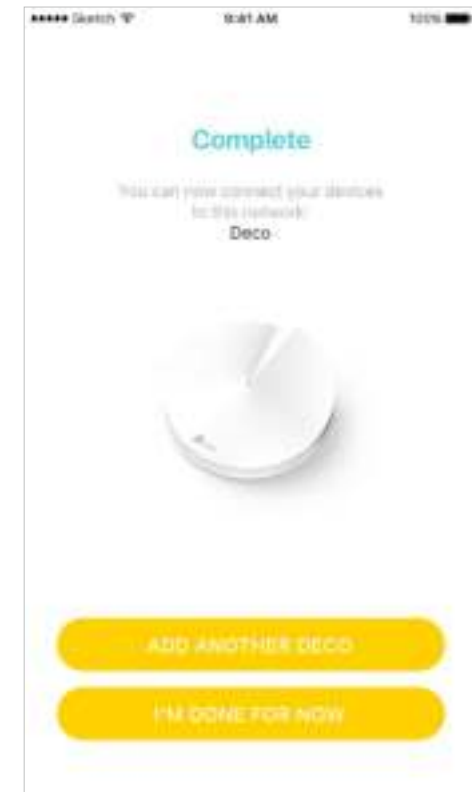 Sketch
9:41 AM
100%
Complete
You can now connect your devices
to this network:
Deco
ADD ANOTHER DECO
I'M DONE FOR NOW